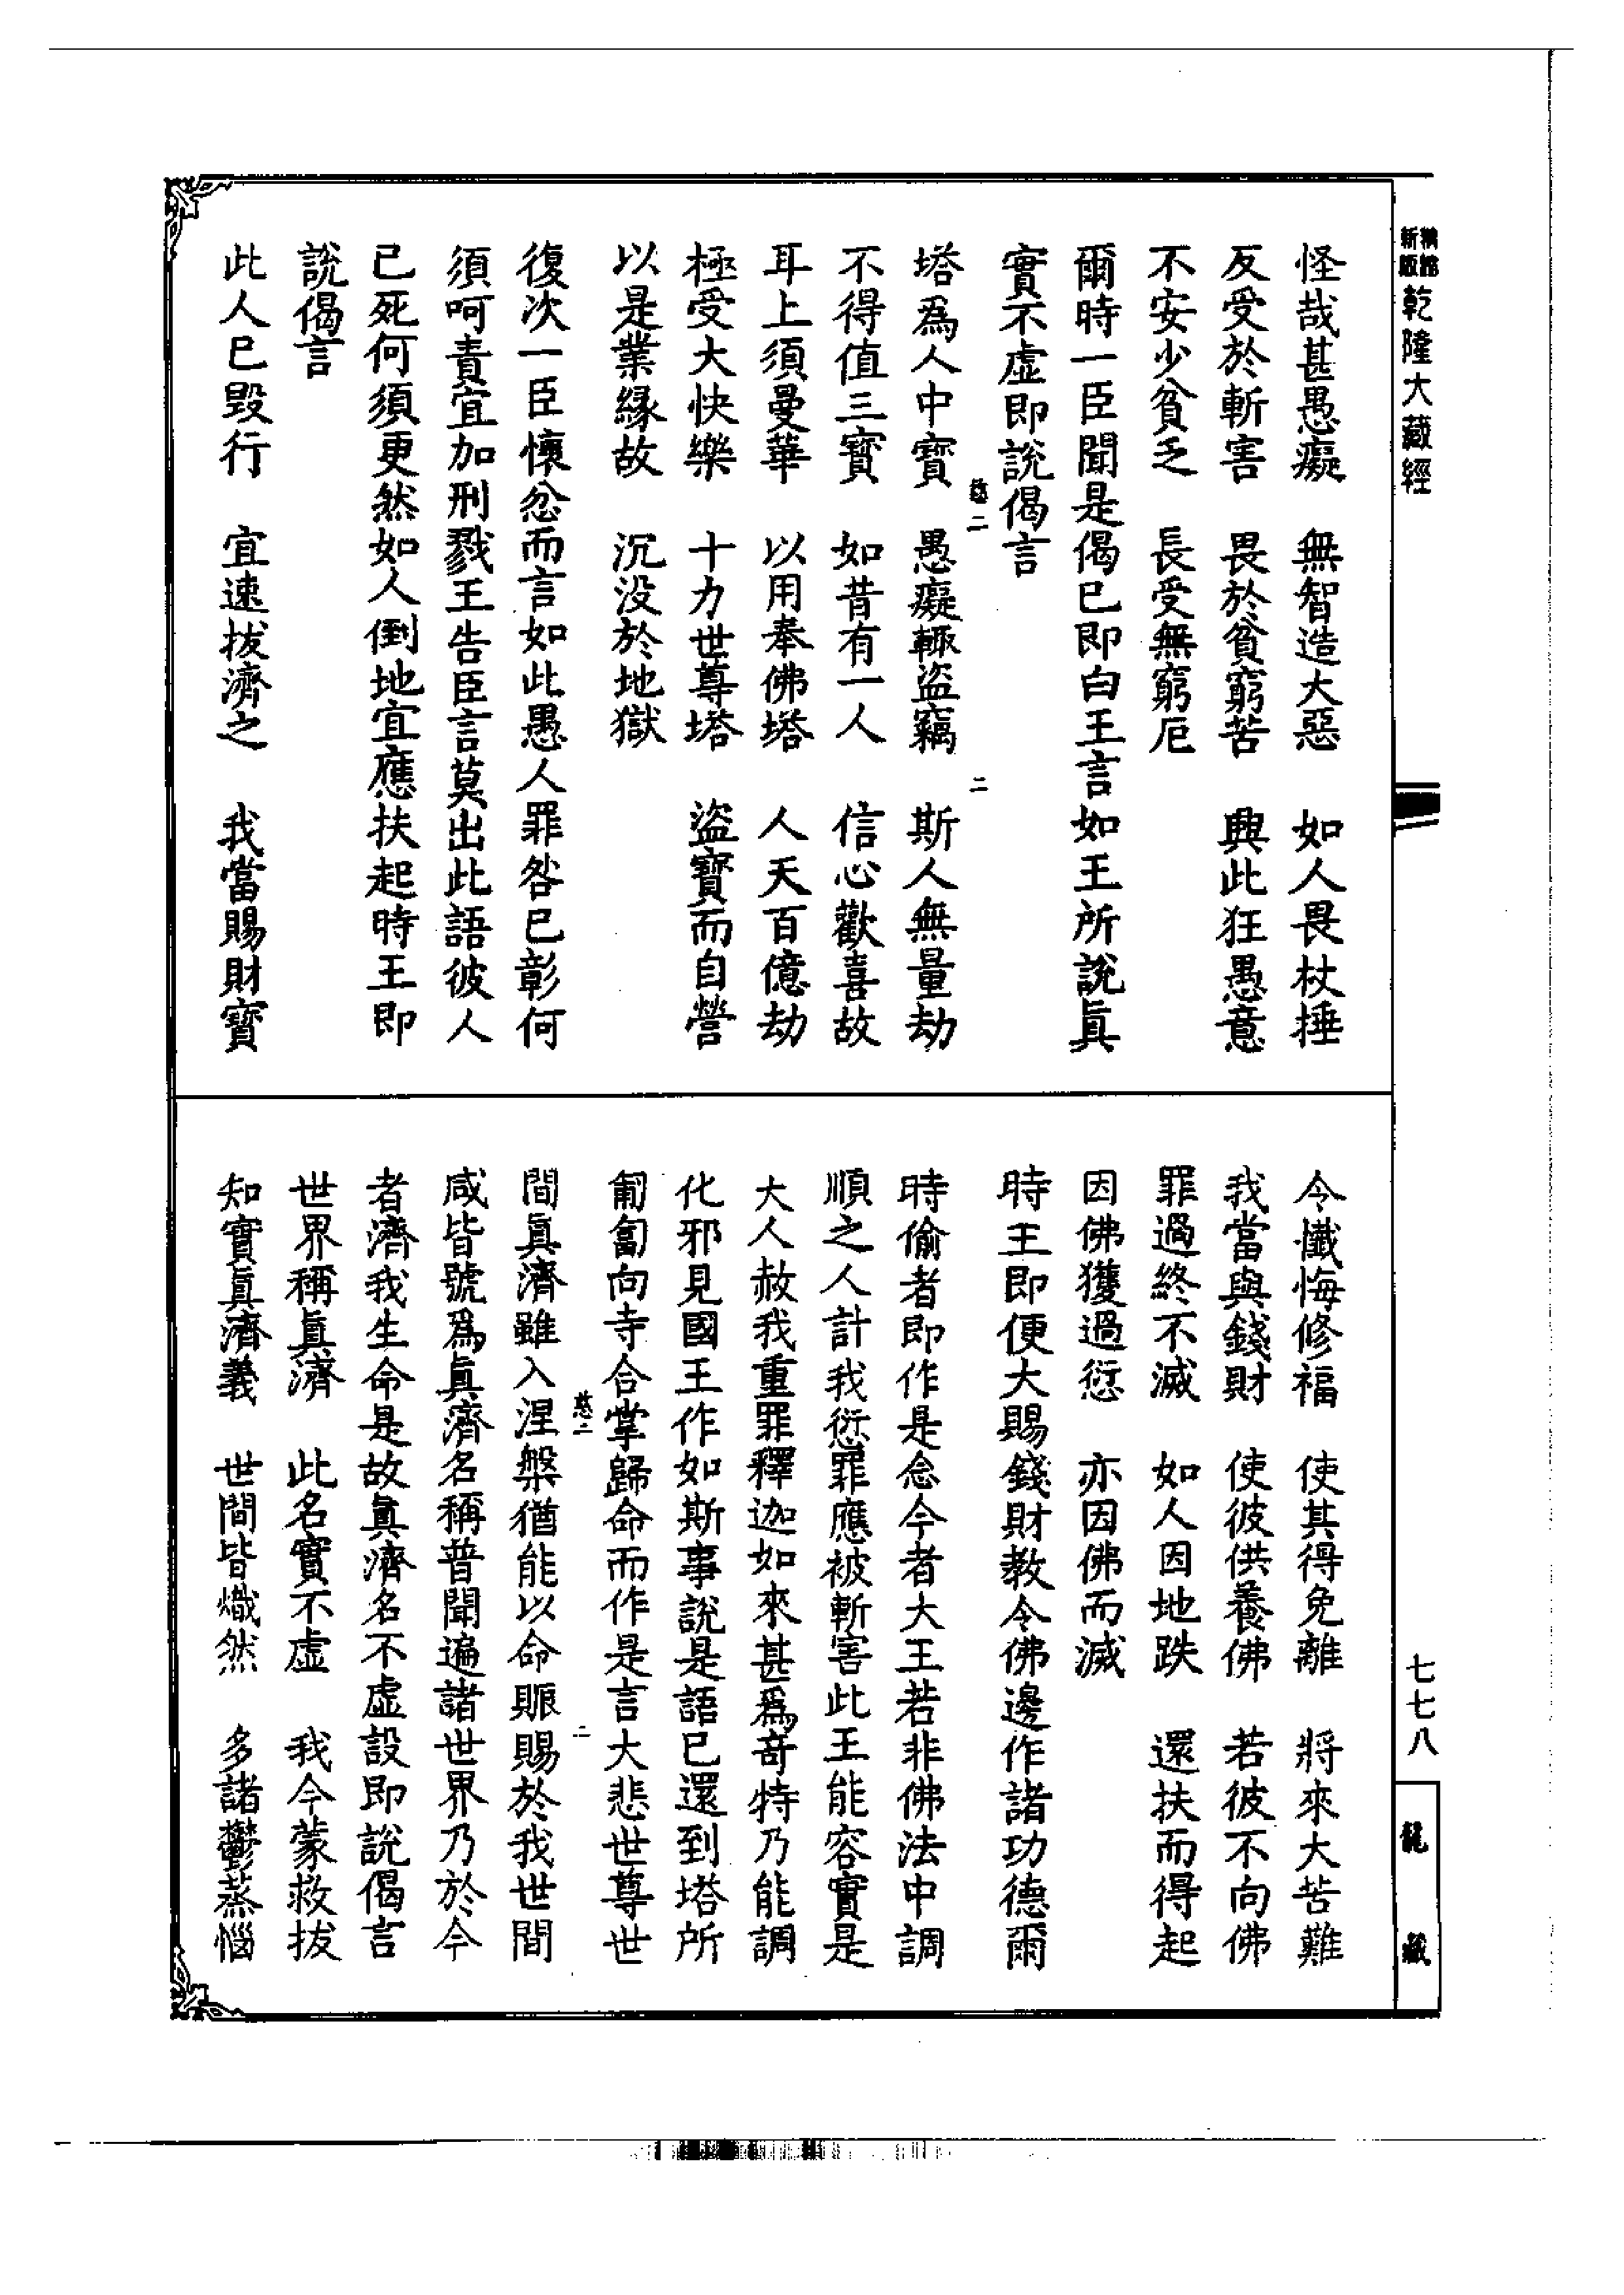 乾隆大藏經
怪哉甚愚癡　無智造大惡　如人畏杖捶
反受於斬害　畏於貧窮苦　興此狂愚意
不安少貧乏　長受無窮厄
爾時一臣聞是偈已即白王言如王所說眞
實不虛即說偈言
塔爲人中寶　愚癡輙盜竊　斯人無量劫
不得值三寳　如昔有一人　信心歡喜故
耳上須曼華　以用奉佛塔　人天百億劫
極受大快樂　十力世尊塔　盜寳而自營
以是業緣故　沉没於地獄
復次一臣懷忿而言如此愚人罪咎已彰何
須呵責宜加刑戮王告臣言莫出此語彼人
已死何須更然如人倒地宜應扶起時王即
說偈言
此人已毀行　宜速拔濟之　我當賜財寳
令懺悔修福　使其得免離　將來大苦難
我當與錢財　使彼供養佛　若彼不向佛
罪過終不滅　如人因地跌　還扶而得起
因佛獲過愆　亦因佛而滅
時王即便大賜錢財教令佛邊作諸功德爾
時偷者即作是念今者大王若非佛法中調
順之人計我愆罪應被斬害此王能容實是
大人赦我重罪釋迦如來甚爲奇特乃能調
化邪見國王作如斯事說是語已還到塔所
匍匐向寺合掌歸命而作是言大悲世尊世
間眞濟雖入涅槃猶能以命賑賜於我世間
咸皆號爲眞濟名稱普聞遍諸世界乃於今
者濟我生命是故眞濟名不虛設即說偈言
世界稱眞濟　此名實不虛　我今蒙救拔
知實眞濟義　世間皆熾然　多諸鬱蒸惱
七七八
龍藏